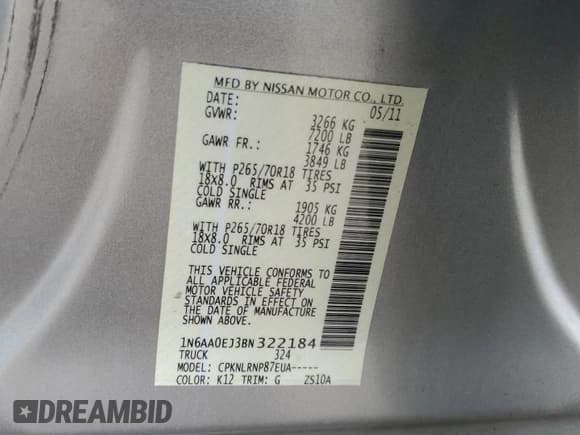 MFD BY NISSAN MOTOR CO., LTD.
DATE: 05/11
GVWR: 3266 KG
7200 LB
GAWR FR.: 1746 KG
3849 LB
WITH P265/70R18 TIRES
18X8.0 RIMS AT 35 PSI
COLD SINGLE
GAWR RR.: 1905 KG
4200 LB
WITH P265/70R18 TIRES
18X8.0 RIMS AT 35 PSI
COLD SINGLE
THIS VEHICLE CONFORMS TO
ALL APPLICABLE FEDERAL
MOTOR VEHICLE SAFETY
STANDARDS IN EFFECT ON
THE DATE OF MANUFACTURE
SHOWN ABOVE.
1N6AA0EJ3BN322184
TRUCK 324
MODEL: CPKNLRNP87EUA-----
COLOR: K12 TRIM: G ZS10A
DREAMBID